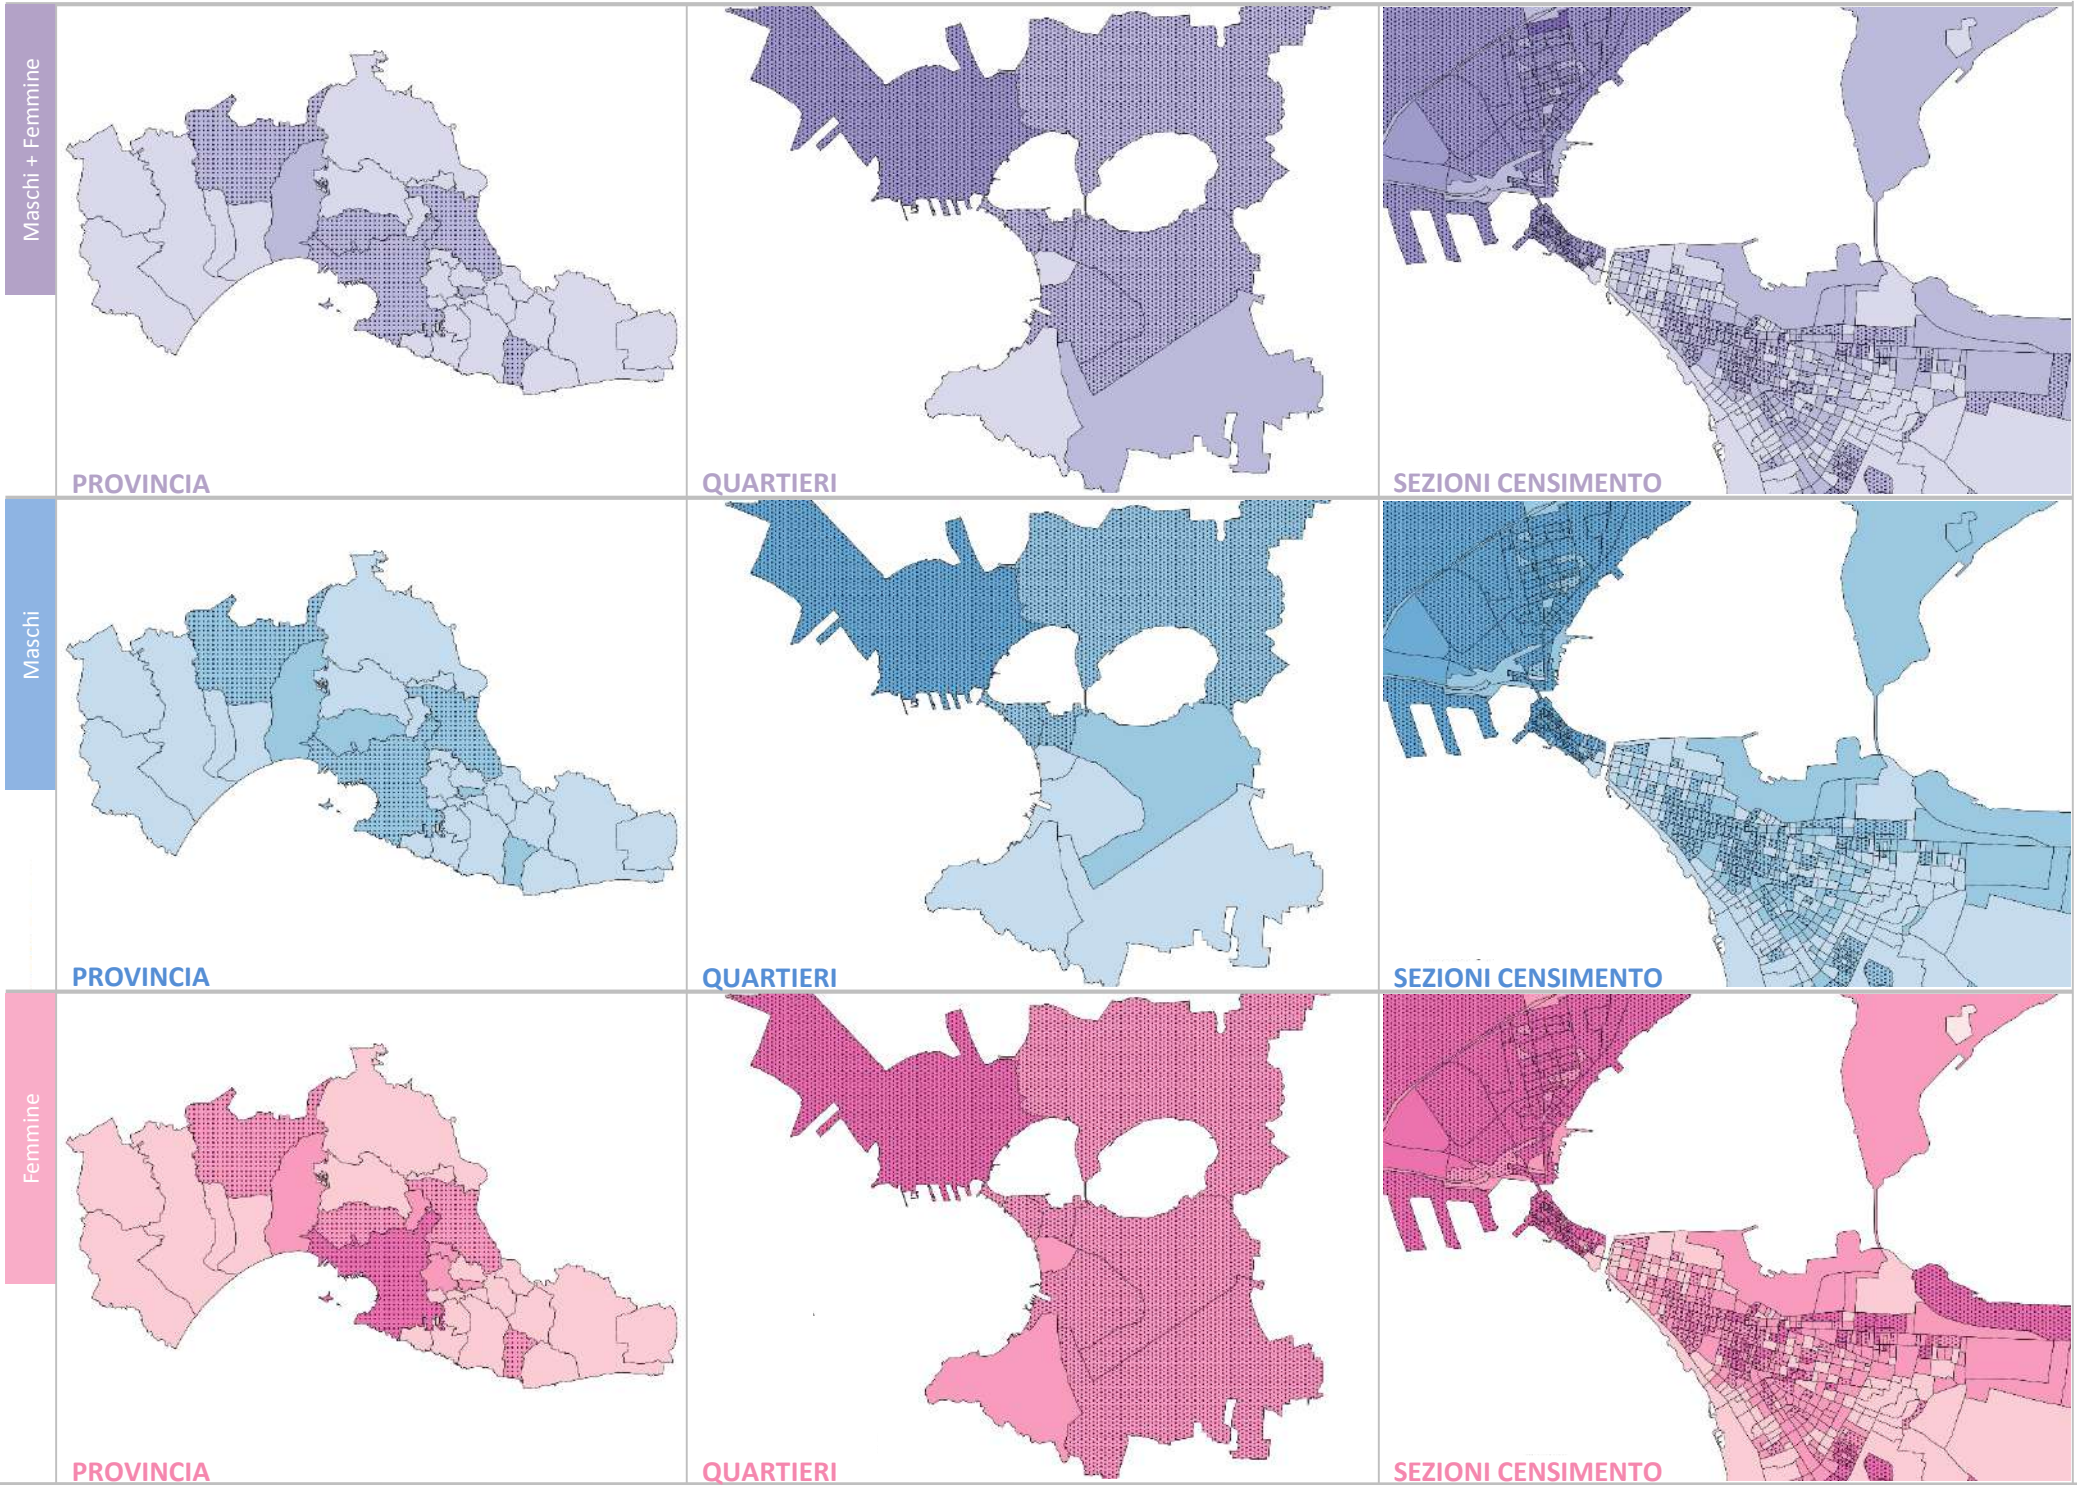 Maschi + Femmine
PROVINCIA
QUARTIERI
SEZIONI CENSIMENTO
Maschi
PROVINCIA
QUARTIERI
SEZIONI CENSIMENTO
Femmine
PROVINCIA
QUARTIERI
SEZIONI CENSIMENTO